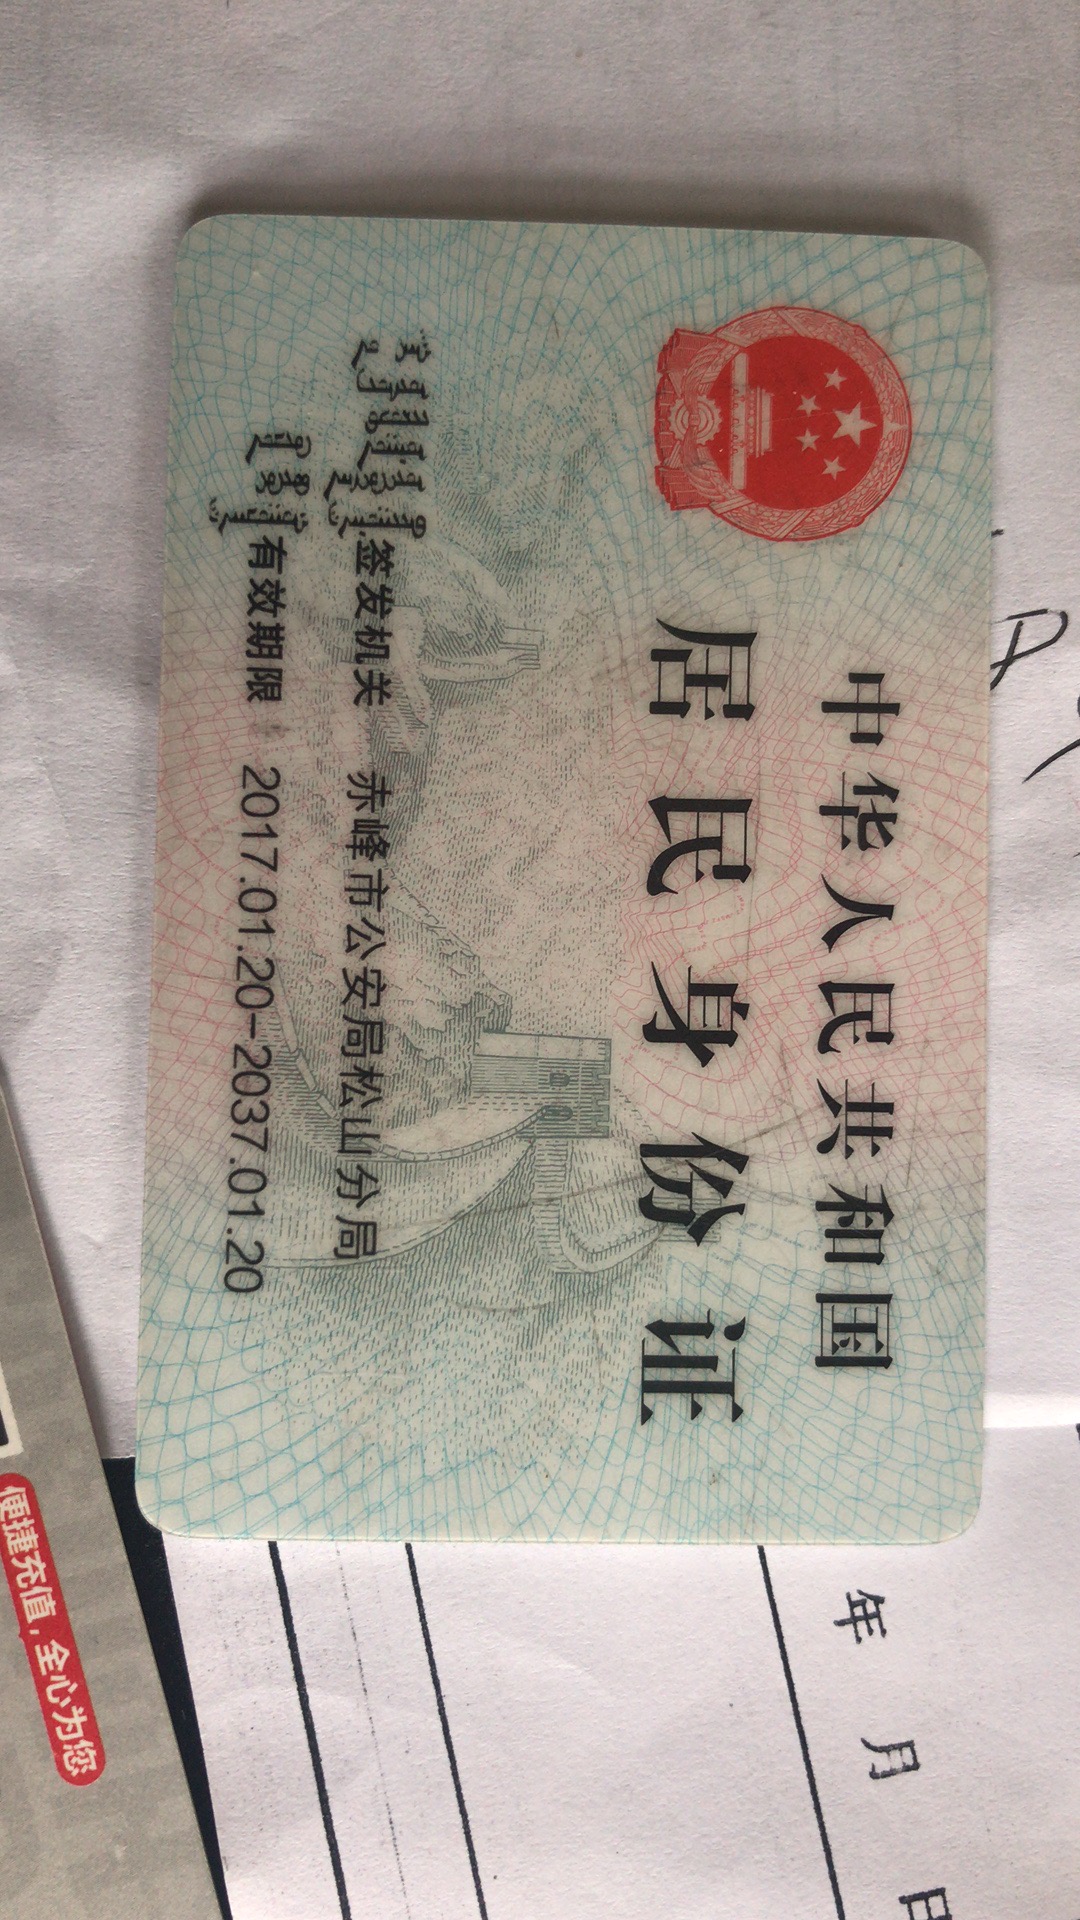 中华人民共和国
居民身份证
签发机关 赤峰市公安局松山分局
有效期限 2017.01.20-2037.01.20
年 月 日
便捷充值，全心为您